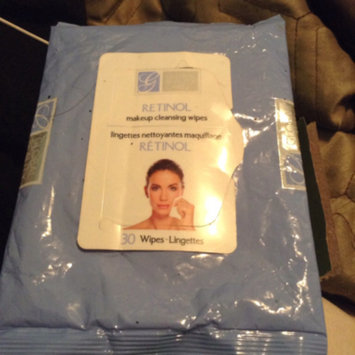 G
RETINOL
makeup cleansing wipes
lingettes nettoyantes maquillage
RÉTINOL
30 Wipes - Lingettes